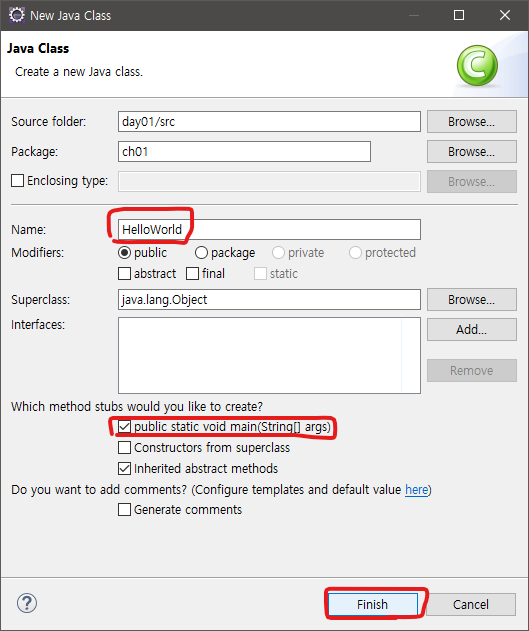 New Java Class
Java Class
Create a new Java class.
Source folder: day01/src Browse...
Package: ch01 Browse...
Enclosing type: Browse...
Name: HelloWorld
Modifiers: public package private protected
abstract final static
Superclass: java.lang.Object Browse...
Interfaces: Add...
Remove
Which method stubs would you like to create?
public static void main(String[] args)
Constructors from superclass
Inherited abstract methods
Do you want to add comments? (Configure templates and default value here)
Generate comments
? Finish Cancel